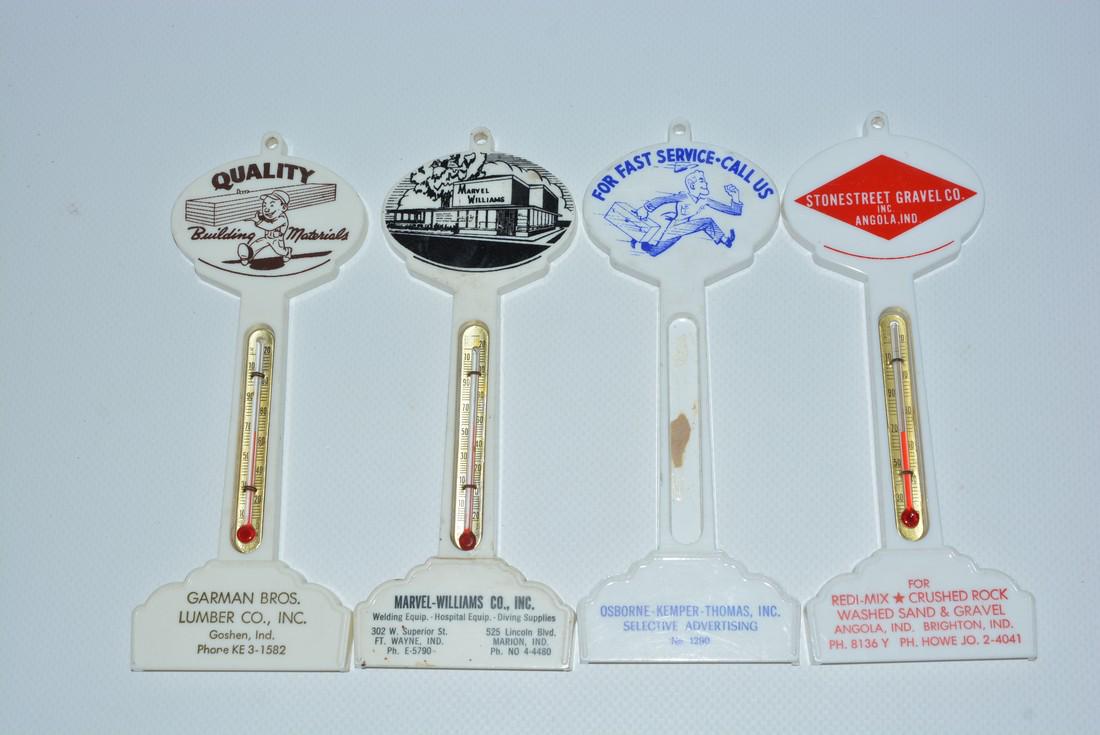 QUALITY
Building Materials
GARMAN BROS.
LUMBER CO., INC.
Goshen, Ind.
Phone KE 3-1582
MARVEL
WILLIAMS
MARVEL-WILLIAMS CO., INC.
Welding Equip. - Hospital Equip. - Diving Supplies
302 W. Superior St.
FT. WAYNE, IND.
Ph. E-5790
525 Lincoln Blvd.
MARION, IND.
Ph. NO 4-4480
FOR FAST SERVICE·CALL US
OSBORNE-KEMPER-THOMAS, INC.
SELECTIVE ADVERTISING
No. 1290
STONESTREET GRAVEL CO.
INC
ANGOLA, IND
FOR
REDI-MIX ★ CRUSHED ROCK
WASHED SAND & GRAVEL
ANGOLA, IND. BRIGHTON, IND.
PH. 8136 Y PH. HOWE JO. 2-4041